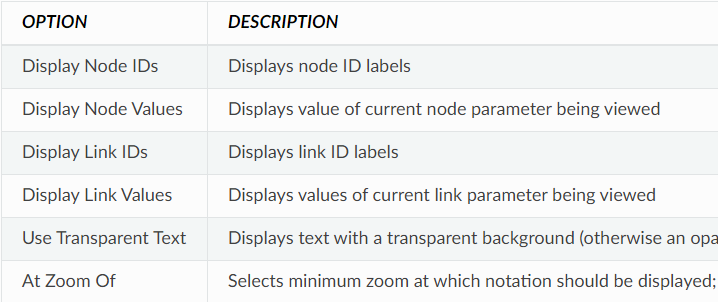 OPTION DESCRIPTION
Display Node IDs Displays node ID labels
Display Node Values Displays value of current node parameter being viewed
Display Link IDs Displays link ID labels
Display Link Values Displays values of current link parameter being viewed
Use Transparent Text Displays text with a transparent background (otherwise an
At Zoom Of Selects minimum zoom at which notation should be displayed;